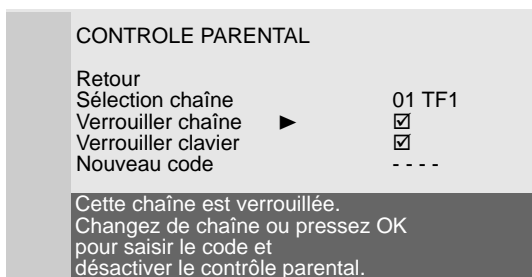 CONTROLE PARENTAL
Retour
Sélection chaîne 01 TF1
Verrouiller chaîne ► ☑
Verrouiller clavier ☑
Nouveau code - - - -
Cette chaîne est verrouillée.
Changez de chaîne ou pressez OK
pour saisir le code et
désactiver le contrôle parental.